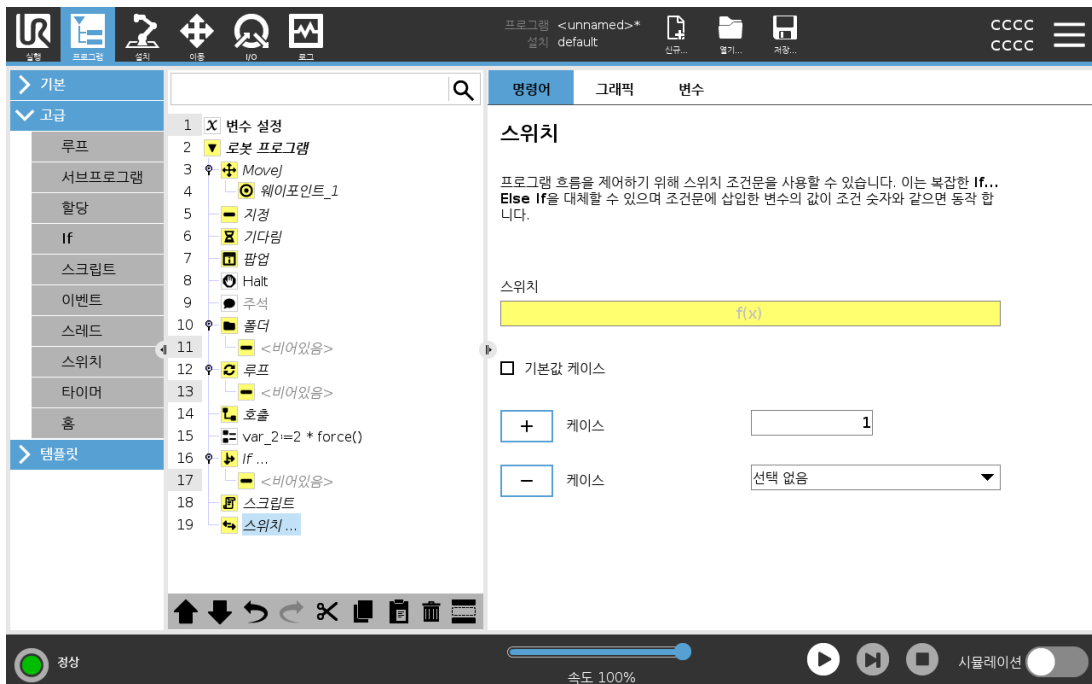 UR
실행
프로그램
설치
이동
I/O
로그
프로그램 <unnamed>*
설치 default
신규...
열기...
저장...
CCCC
CCCC
기본
고급
루프
서브프로그램
할당
If
스크립트
이벤트
스레드
스위치
타이머
홈
템플릿
1 X 변수 설정
2 로봇 프로그램
3 MoveJ
4 웨이포인트_1
5 지정
6 기다림
7 팝업
8 Halt
9 주석
10 폴더
11 <비어있음>
12 루프
13 <비어있음>
14 호출
15 var_2:=2 * force()
16 If ...
17 <비어있음>
18 스크립트
19 스위치 ...
명령어 그래픽 변수
스위치
프로그램 흐름을 제어하기 위해 스위치 조건문을 사용할 수 있습니다. 이는 복잡한 If...
Else If을 대체할 수 있으며 조건문에 삽입한 변수의 값이 조건 숫자와 같으면 동작 합
니다.
스위치
f(x)
기본값 케이스
+ 케이스 1
− 케이스 선택 없음
정상
속도 100%
시뮬레이션